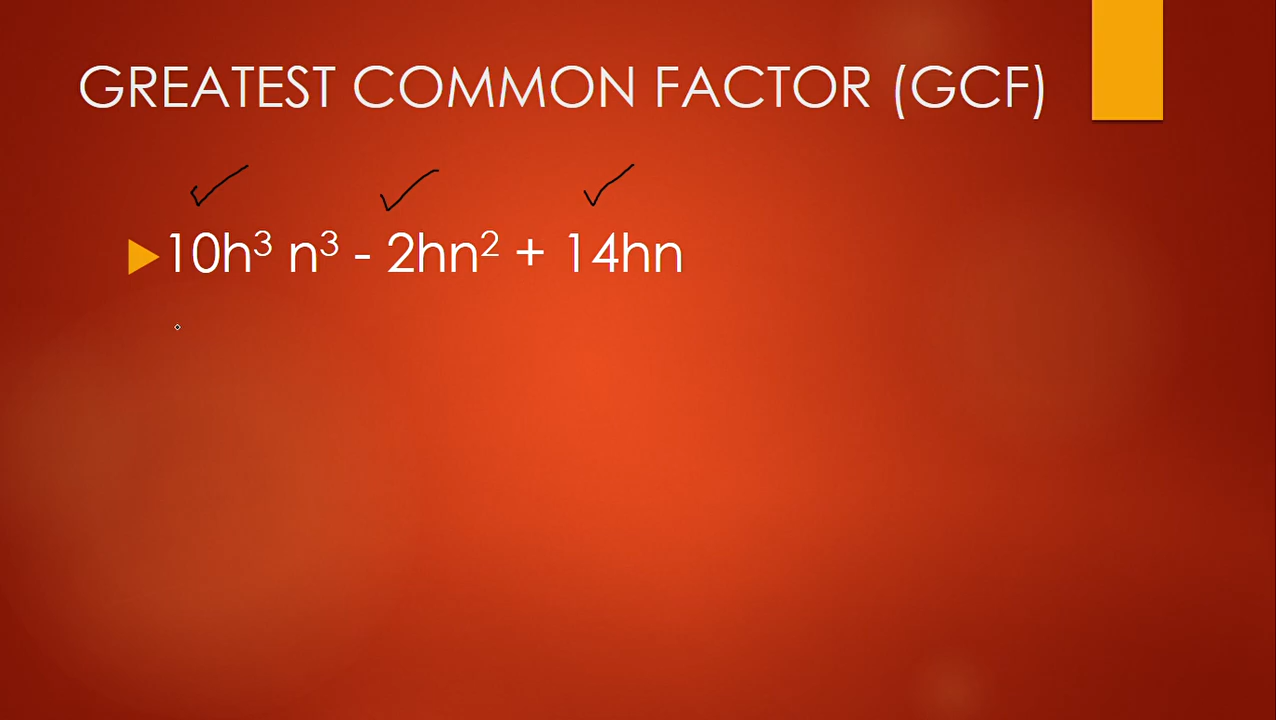 GREATEST COMMON FACTOR (GCF)
10h³ n³ - 2hn² + 14hn